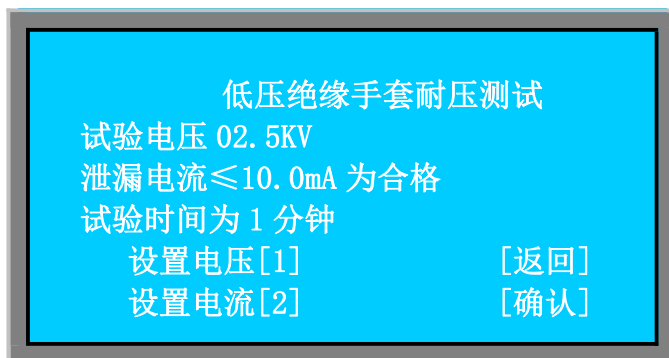 低压绝缘手套耐压测试
试验电压 02.5KV
泄漏电流≤10.0mA 为合格
试验时间为 1 分钟
设置电压[1] [返回]
设置电流[2] [确认]